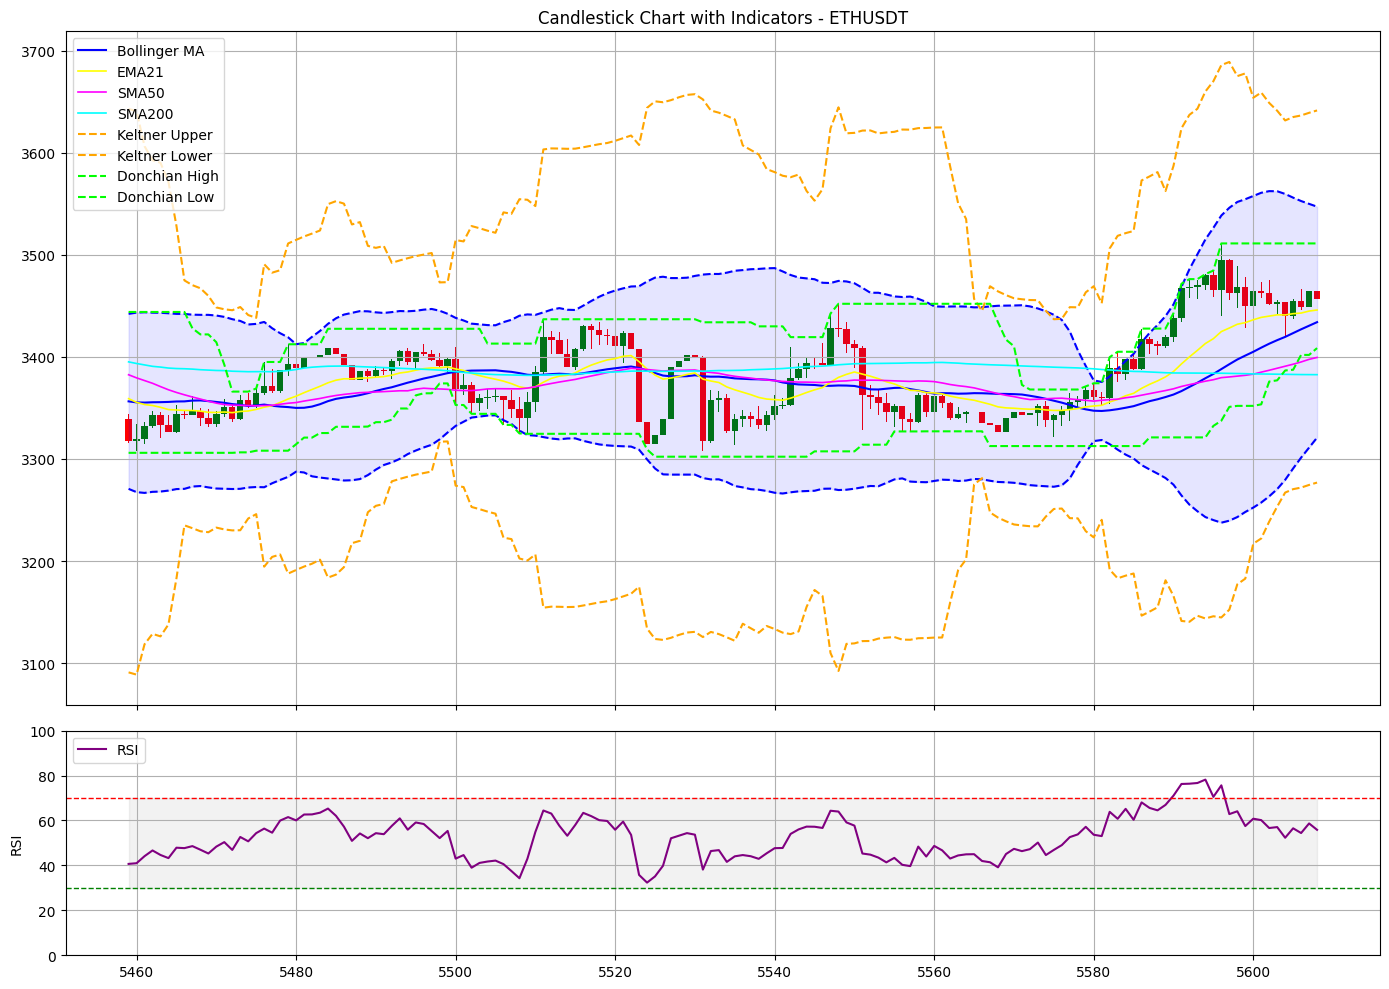 Candlestick Chart with Indicators - ETHUSDT
Bollinger MA
EMA21
SMA50
SMA200
Keltner Upper
Keltner Lower
Donchian High
Donchian Low
3700
3600
3500
3400
3300
3200
3100
RSI
100
80
60
40
20
0
RSI
5460 5480 5500 5520 5540 5560 5580 5600